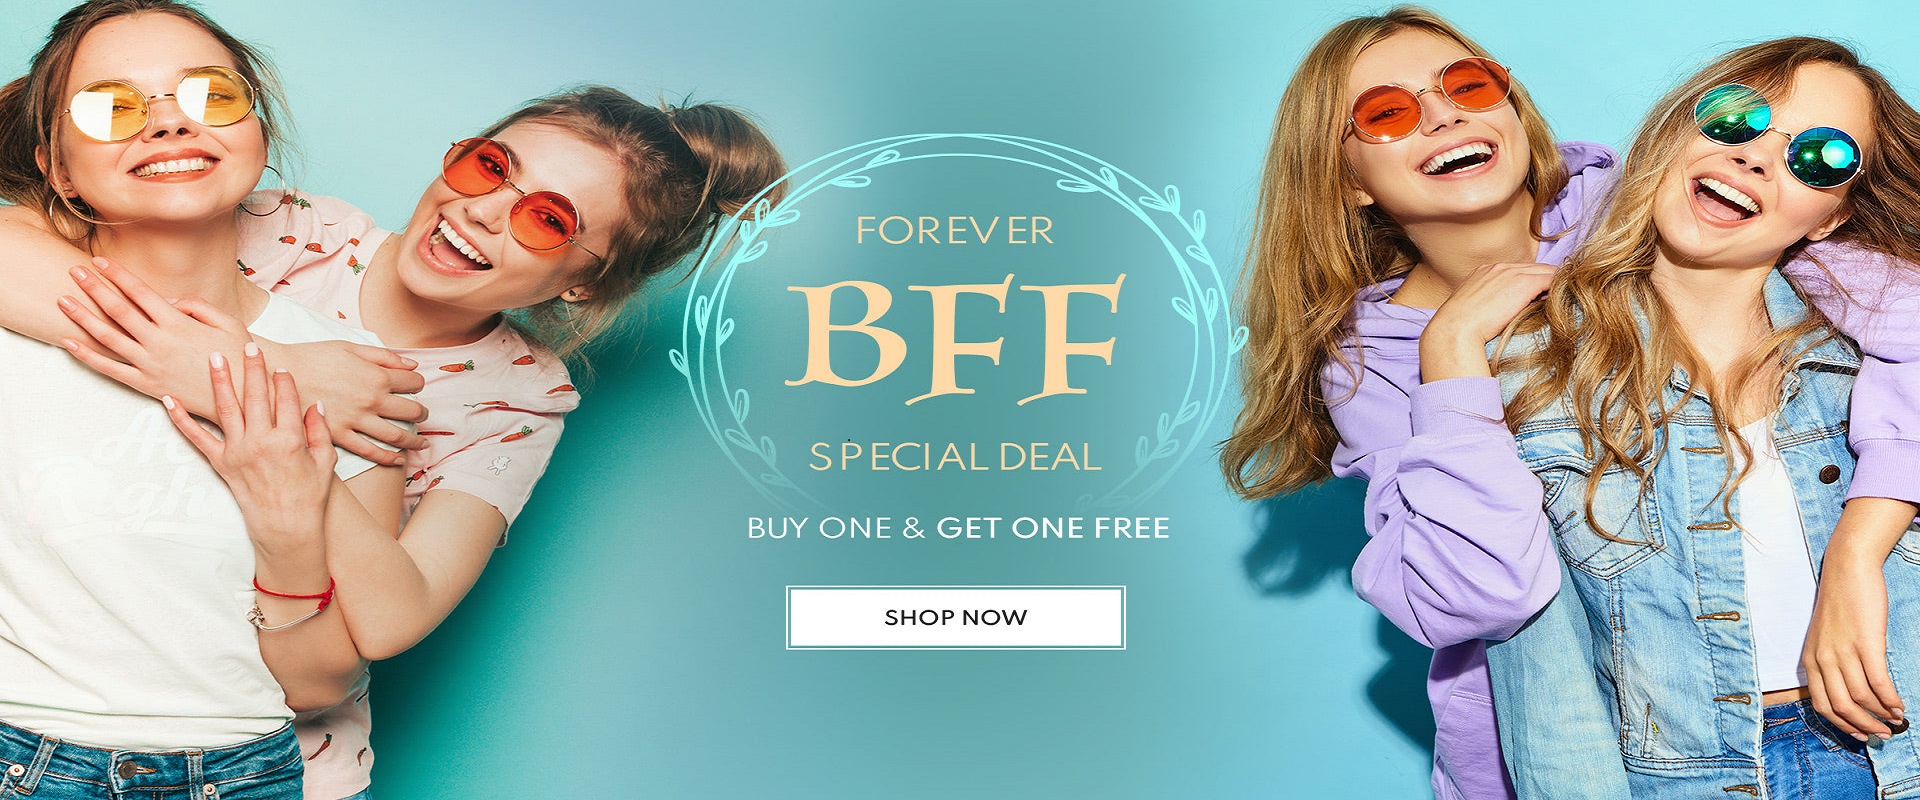 FOREVER
BFF
SPECIAL DEAL
BUY ONE & GET ONE FREE
SHOP NOW